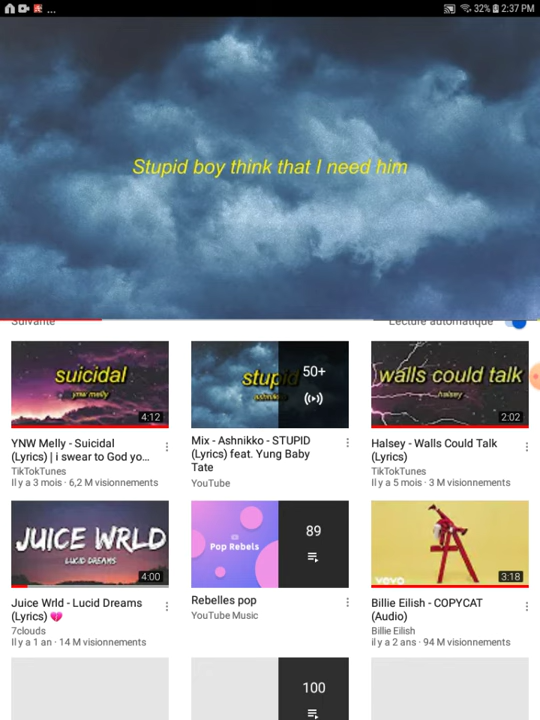 ... 32% 2:37 PM
Stupid boy think that I need him
Suivante Lecture automatique
suicidal
ynw melly
4:12
YNW Melly - Suicidal
(Lyrics) | i swear to God yo...
TikTokTunes
Il y a 3 mois · 6,2 M visionnements
50+
Mix - Ashnikko - STUPID
(Lyrics) feat. Yung Baby
Tate
YouTube
walls could talk
halsey
2:02
Halsey - Walls Could Talk
(Lyrics)
TikTokTunes
Il y a 5 mois · 3 M visionnements
JUICE WRLD
LUCID DREAMS
4:00
Juice Wrld - Lucid Dreams
(Lyrics) 💔
7clouds
Il y a 1 an · 14 M visionnements
Pop Rebels
89
Rebelles pop
YouTube Music
vevo
3:18
Billie Eilish - COPYCAT
(Audio)
Billie Eilish
Il y a 2 ans · 94 M visionnements
100